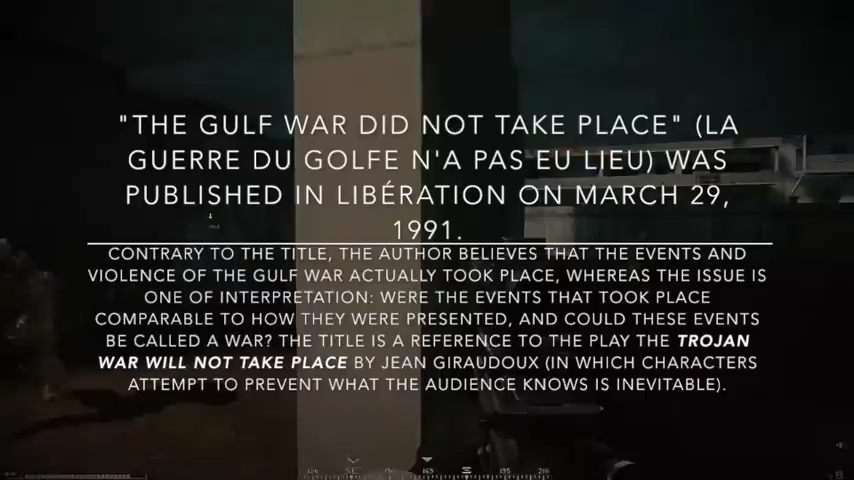 "THE GULF WAR DID NOT TAKE PLACE" (LA
GUERRE DU GOLFE N'A PAS EU LIEU) WAS
PUBLISHED IN LIBÉRATION ON MARCH 29,
1991.
CONTRARY TO THE TITLE, THE AUTHOR BELIEVES THAT THE EVENTS AND
VIOLENCE OF THE GULF WAR ACTUALLY TOOK PLACE, WHEREAS THE ISSUE IS
ONE OF INTERPRETATION: WERE THE EVENTS THAT TOOK PLACE
COMPARABLE TO HOW THEY WERE PRESENTED, AND COULD THESE EVENTS
BE CALLED A WAR? THE TITLE IS A REFERENCE TO THE PLAY THE TROJAN
WAR WILL NOT TAKE PLACE BY JEAN GIRAUDOUX (IN WHICH CHARACTERS
ATTEMPT TO PREVENT WHAT THE AUDIENCE KNOWS IS INEVITABLE).
165 195 210